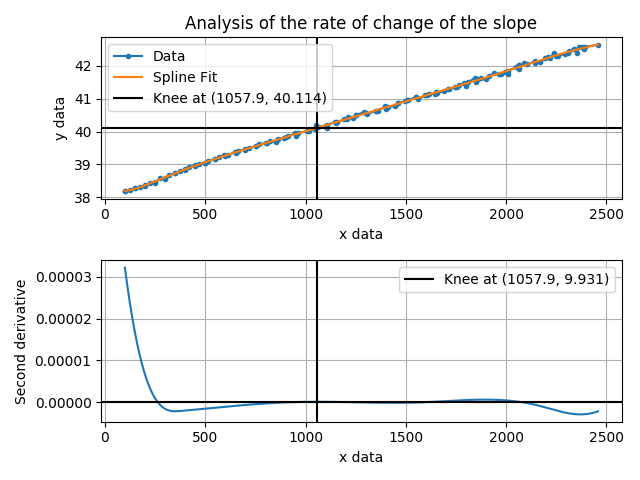 Analysis of the rate of change of the slope
Data
Spline Fit
Knee at (1057.9, 40.114)
y data
42
41
40
39
38
0 500 1000 1500 2000 2500
x data
Knee at (1057.9, 9.931)
Second derivative
0.00003
0.00002
0.00001
0.00000
0 500 1000 1500 2000 2500
x data